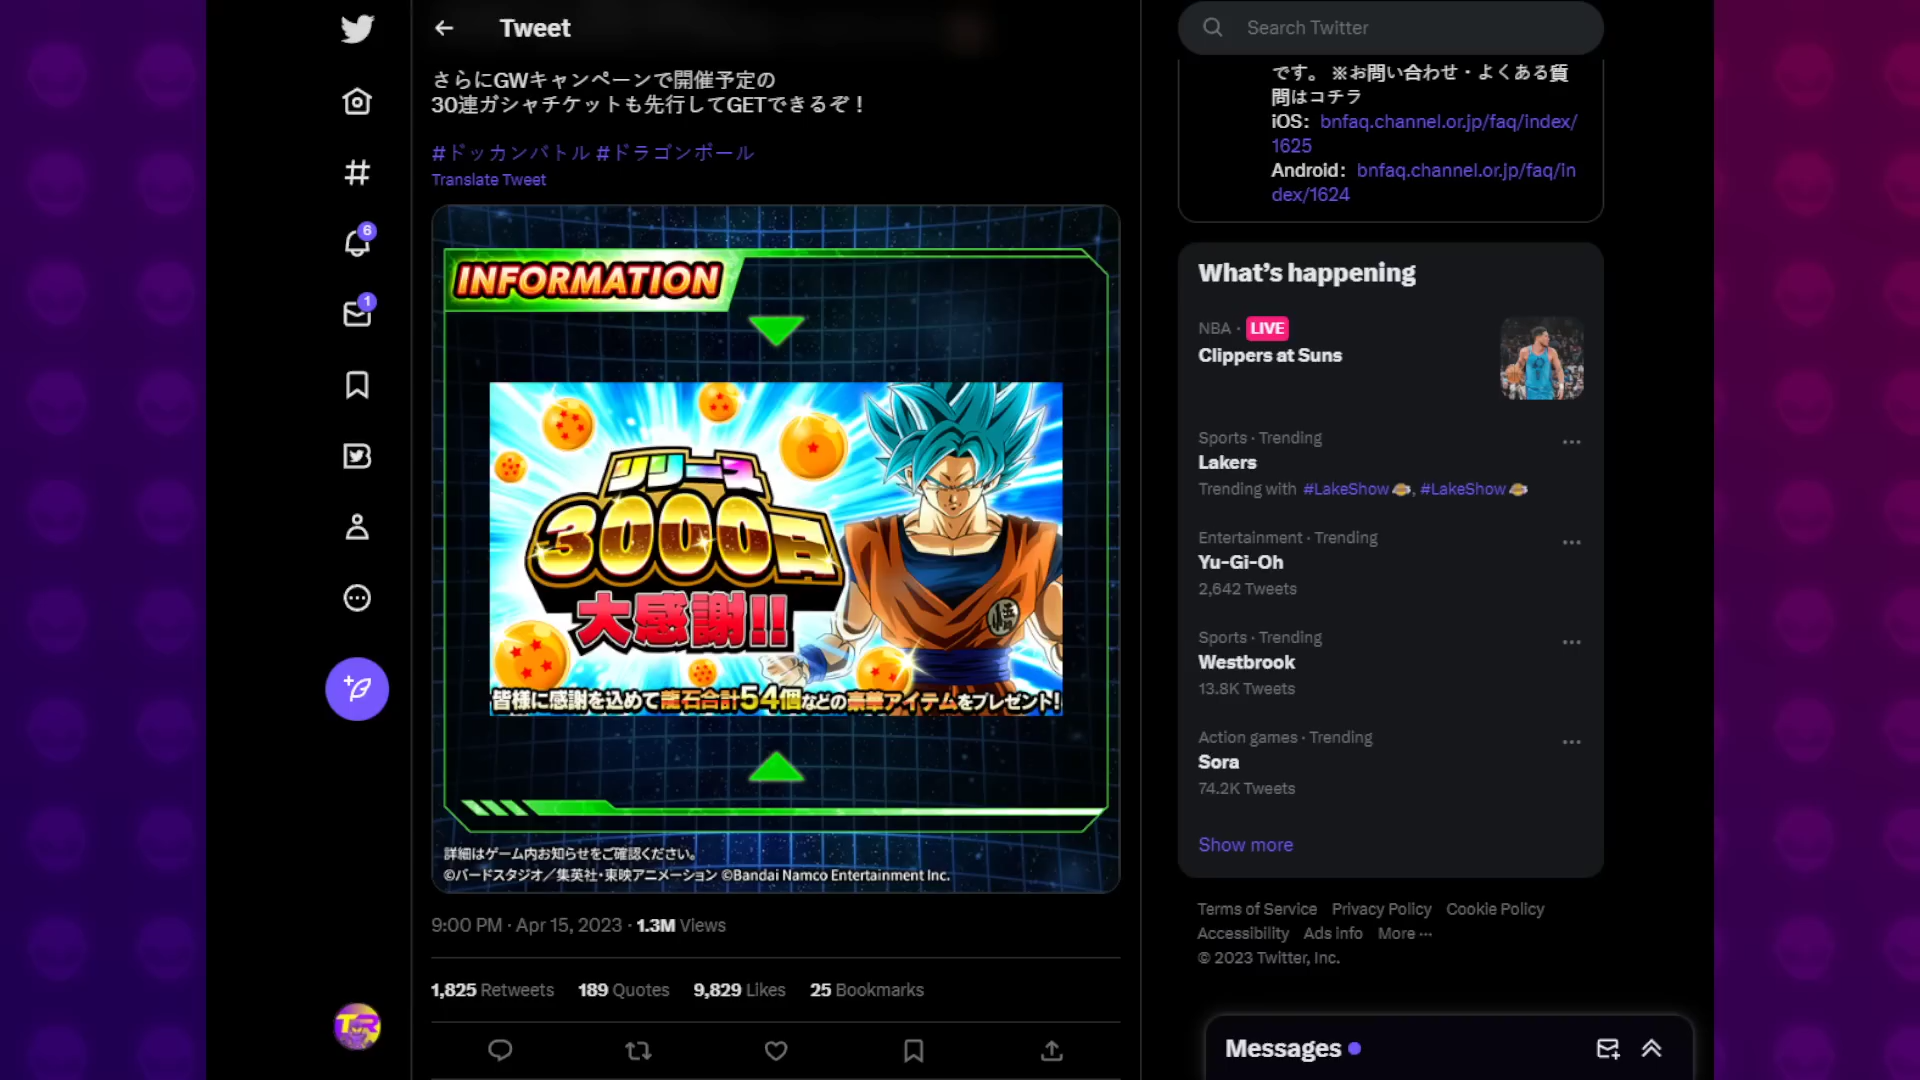 Tweet
さらにGWキャンペーンで開催予定の
30連ガシャチケットも先行してGETできるぞ！
#ドッカンバトル #ドラゴンボール
Translate Tweet
INFORMATION
リリース
3000日
大感謝!!
皆様に感謝を込めて龍石合計54個などの豪華アイテムをプレゼント!
詳細はゲーム内お知らせをご確認ください。
©バードスタジオ／集英社・東映アニメーション ©Bandai Namco Entertainment Inc.
9:00 PM · Apr 15, 2023 · 1.3M Views
1,825 Retweets 189 Quotes 9,829 Likes 25 Bookmarks
6
1
TR
Search Twitter
です。 ※お問い合わせ・よくある質
問はコチラ
iOS： bnfaq.channel.or.jp/faq/index/
1625
Android： bnfaq.channel.or.jp/faq/in
dex/1624
What's happening
NBA · LIVE
Clippers at Suns
Sports · Trending
Lakers
Trending with #LakeShow, #LakeShow
Entertainment · Trending
Yu-Gi-Oh
2,642 Tweets
Sports · Trending
Westbrook
13.8K Tweets
Action games · Trending
Sora
74.2K Tweets
Show more
Terms of Service Privacy Policy Cookie Policy
Accessibility Ads info More ···
© 2023 Twitter, Inc.
Messages